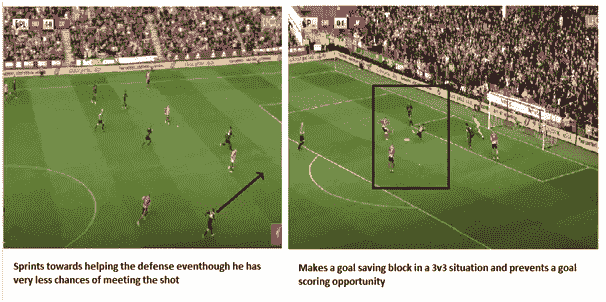 Sprints towards helping the defense eventhough he has
very less chances of meeting the shot
Makes a goal saving block in a 3v3 situation and prevents a goal
scoring opportunity